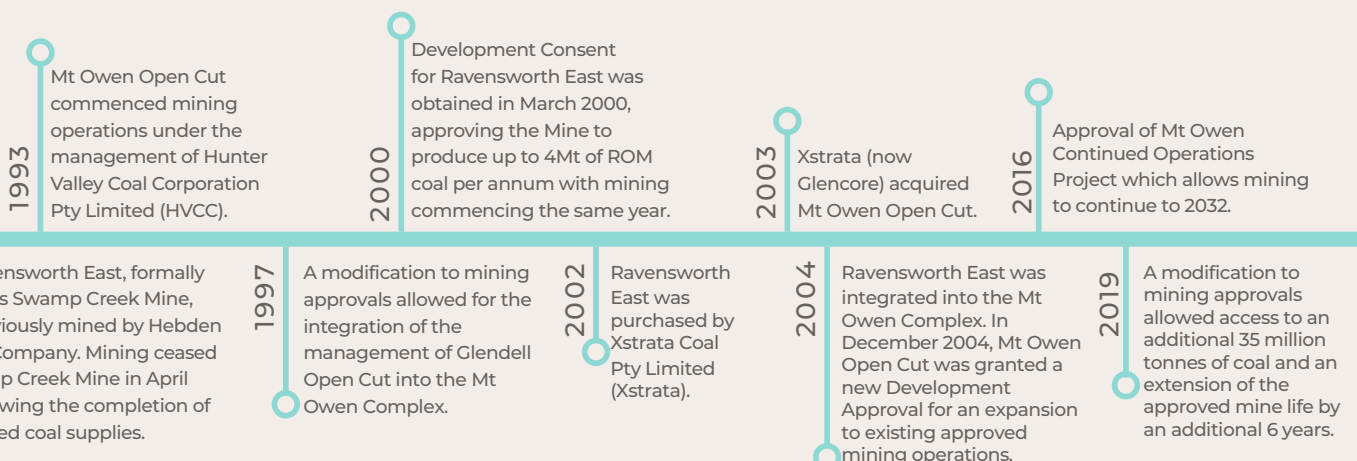 1993
Mt Owen Open Cut
commenced mining
operations under the
management of Hunter
Valley Coal Corporation
Pty Limited (HVCC).
2000
Development Consent
for Ravensworth East was
obtained in March 2000,
approving the Mine to
produce up to 4Mt of ROM
coal per annum with mining
commencing the same year.
2003
Xstrata (now
Glencore) acquired
Mt Owen Open Cut.
2016
Approval of Mt Owen
Continued Operations
Project which allows mining
to continue to 2032.
East, formally
Swamp Creek Mine,
mined by Hebden
Mining ceased
Creek Mine in April
the completion of
coal supplies.
1997
A modification to mining
approvals allowed for the
integration of the
management of Glendell
Open Cut into the Mt
Owen Complex.
2002
Ravensworth
East was
purchased by
Xstrata Coal
Pty Limited
(Xstrata).
2004
Ravensworth East was
integrated into the Mt
Owen Complex. In
December 2004, Mt Owen
Open Cut was granted a
new Development
Approval for an expansion
to existing approved
mining operations.
2019
A modification to
mining approvals
allowed access to an
additional 35 million
tonnes of coal and an
extension of the
approved mine life by
an additional 6 years.